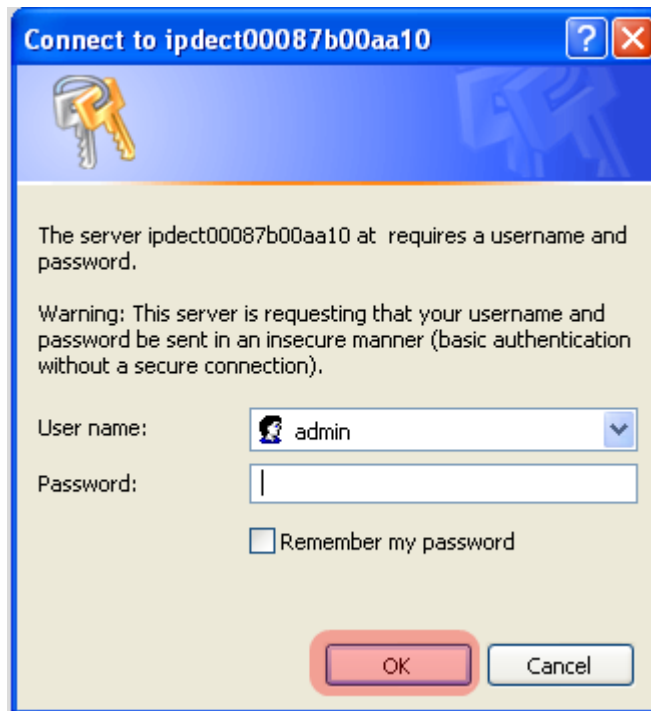 Connect to ipdect00087b00aa10
The server ipdect00087b00aa10 at  requires a username and
password.
Warning: This server is requesting that your username and
password be sent in an insecure manner (basic authentication
without a secure connection).
User name:
admin
Password:
Remember my password
OK
Cancel